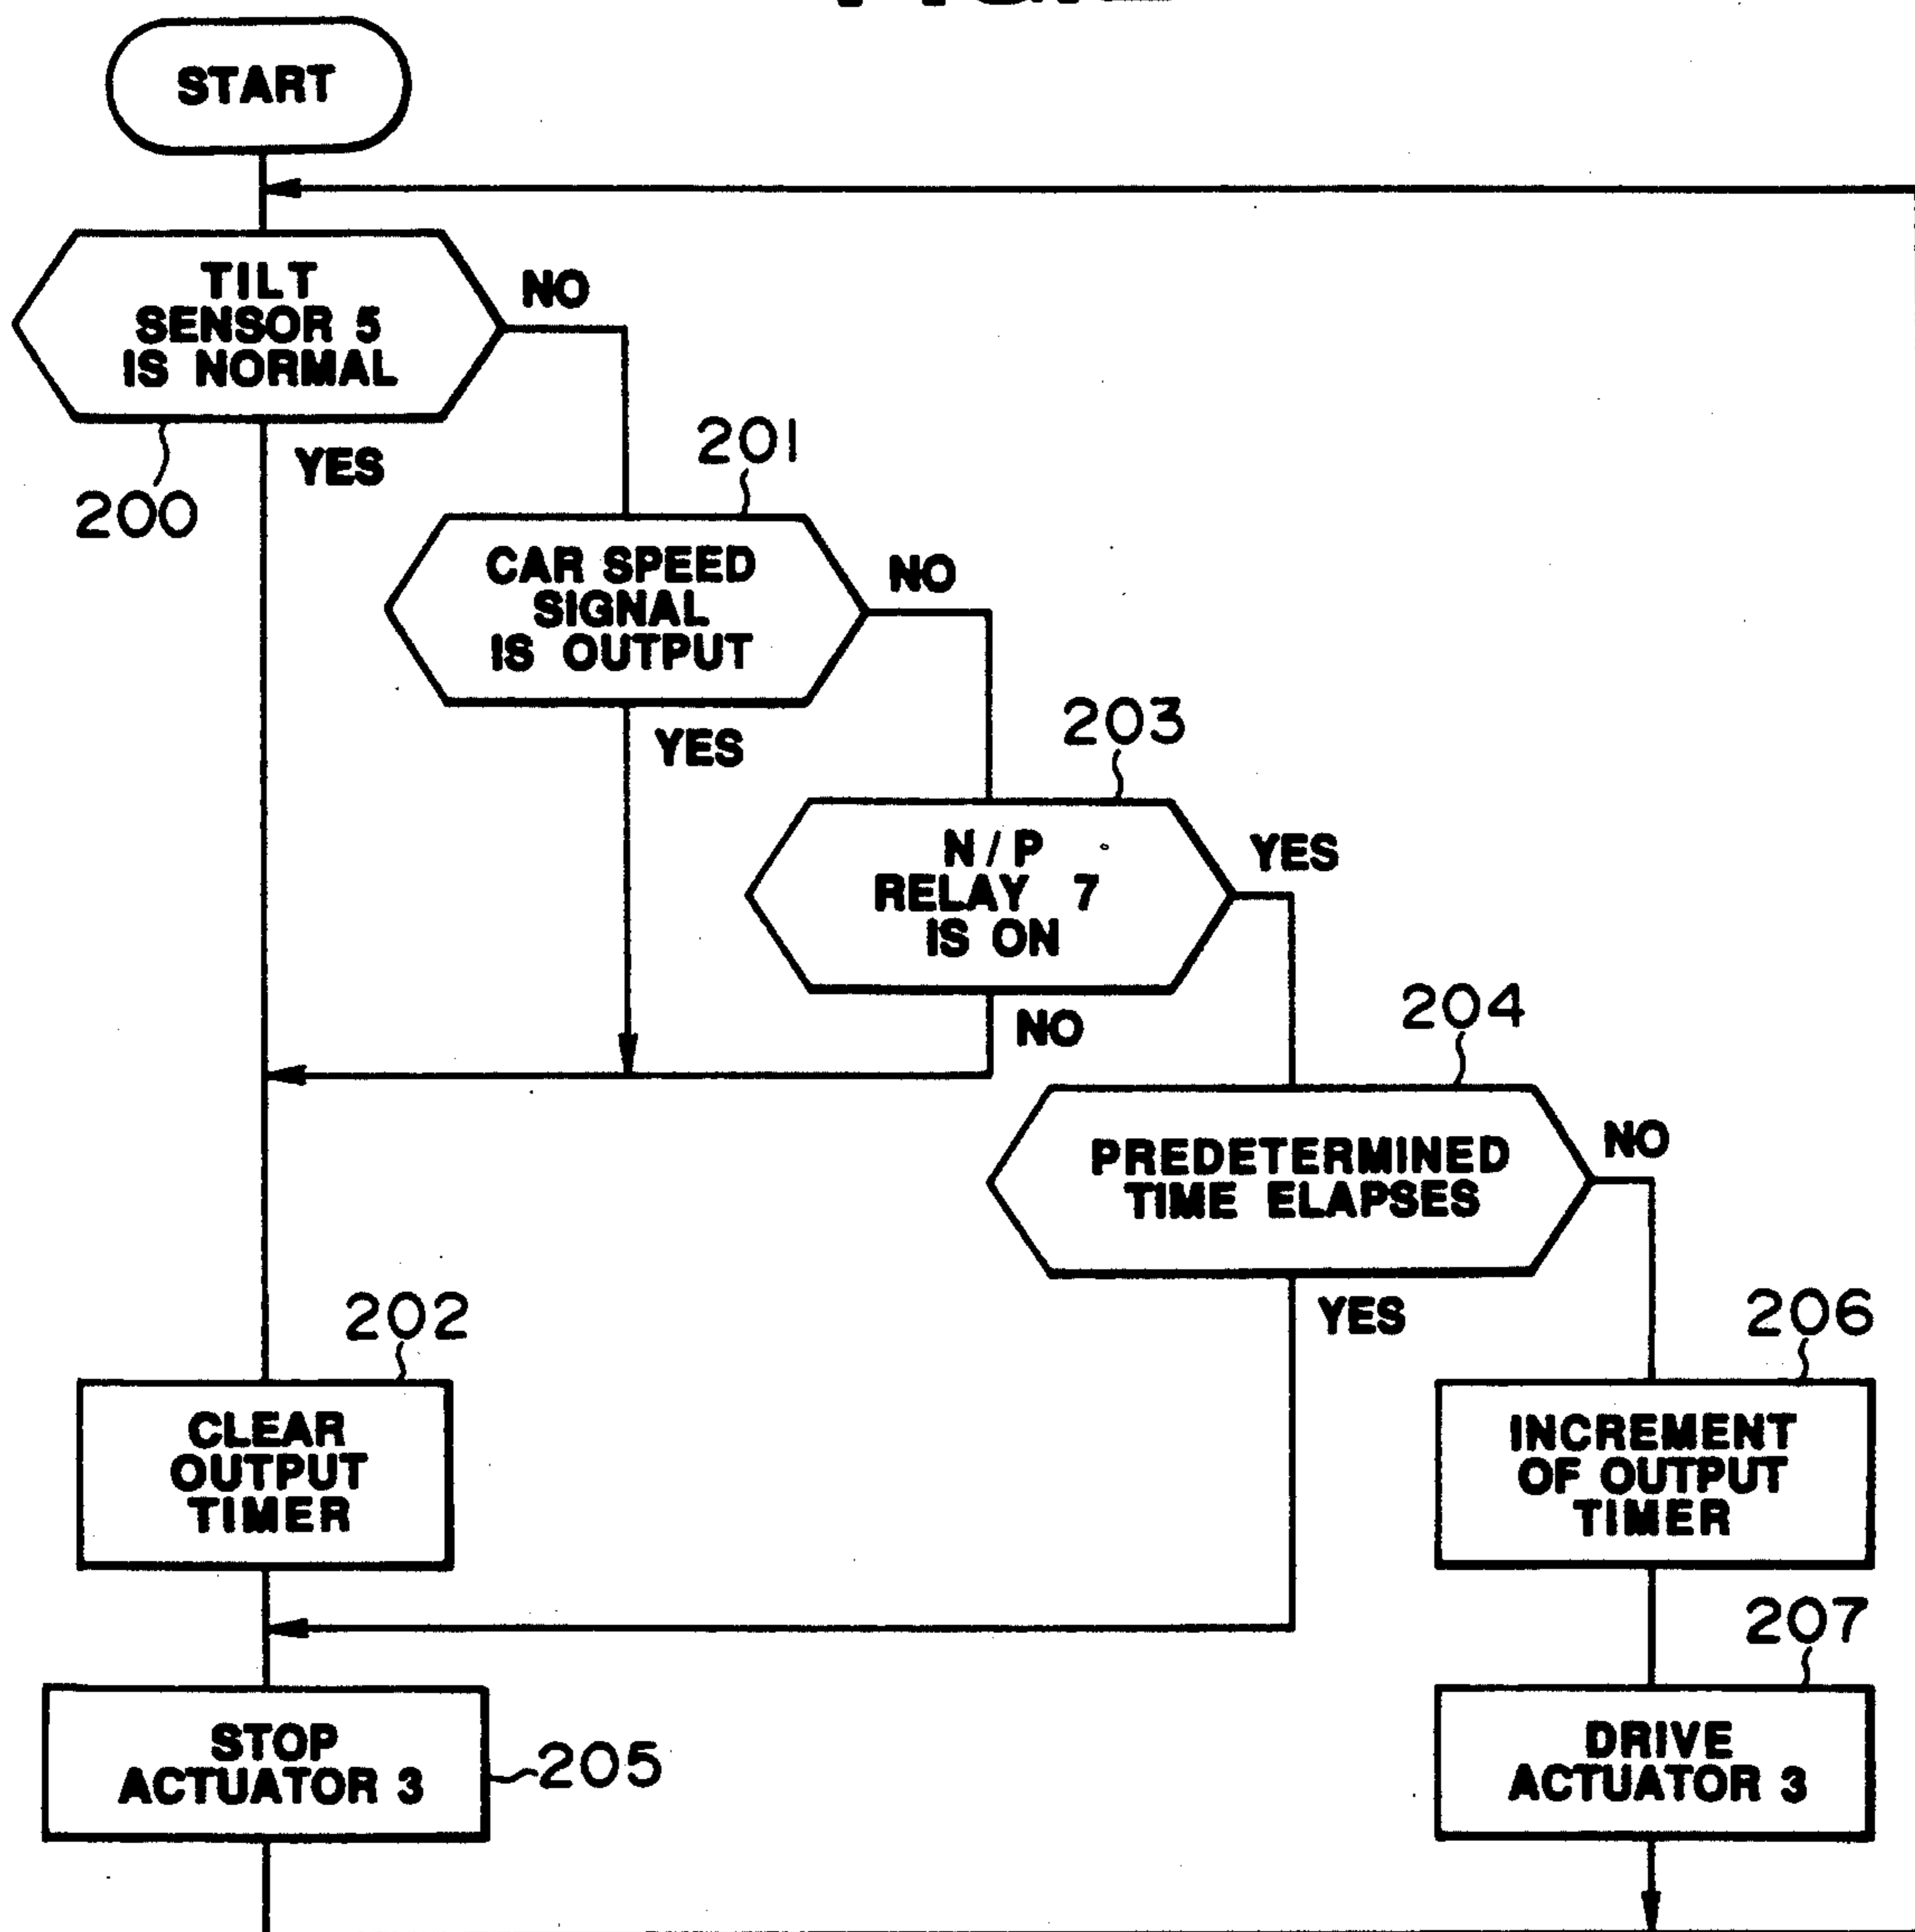 START
TILT
SENSOR 5
IS NORMAL
NO
YES
200
201
CAR SPEED
SIGNAL
IS OUTPUT
NO
YES
203
N / P
RELAY 7
IS ON
YES
NO
204
PREDETERMINED
TIME ELAPSES
NO
YES
202
CLEAR
OUTPUT
TIMER
206
INCREMENT
OF OUTPUT
TIMER
STOP
ACTUATOR 3
205
207
DRIVE
ACTUATOR 3